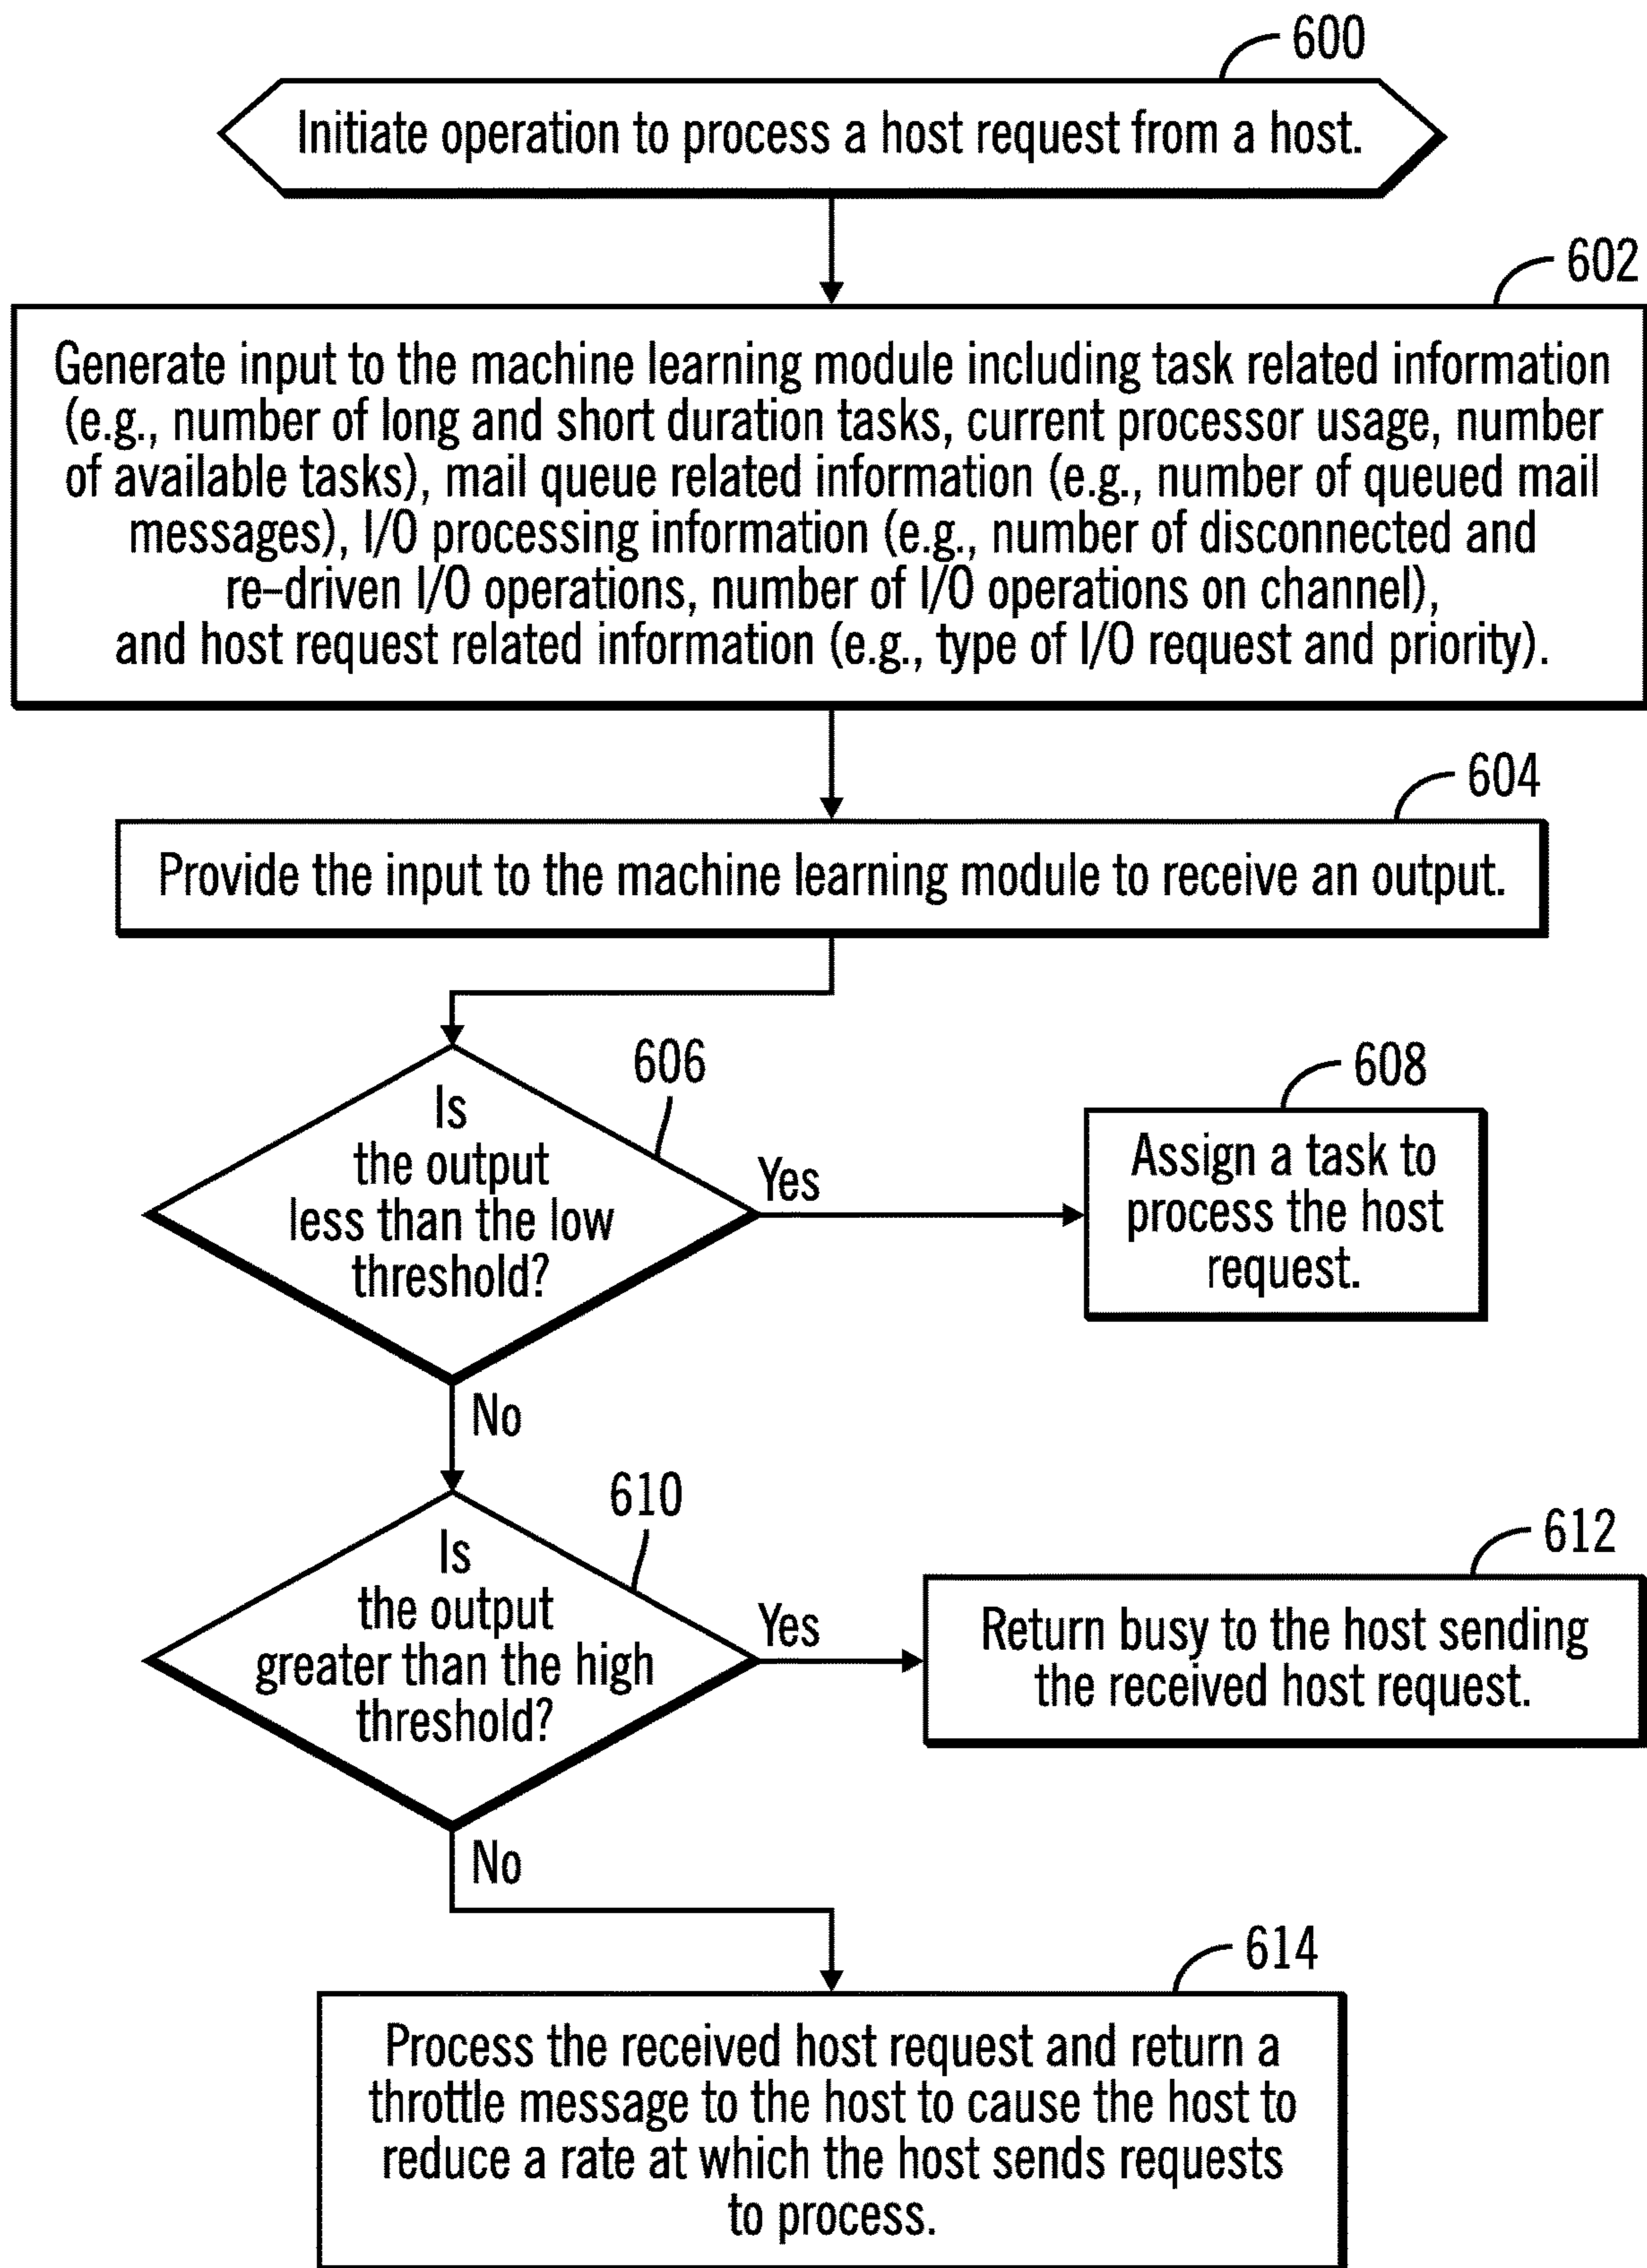 600
Initiate operation to process a host request from a host.
602
Generate input to the machine learning module including task related information
(e.g., number of long and short duration tasks, current processor usage, number
of available tasks), mail queue related information (e.g., number of queued mail
messages), I/O processing information (e.g., number of disconnected and
re-driven I/O operations, number of I/O operations on channel),
and host request related information (e.g., type of I/O request and priority).
604
Provide the input to the machine learning module to receive an output.
606
Is
the output
less than the low
threshold?
Yes
608
Assign a task to
process the host
request.
No
610
Is
the output
greater than the high
threshold?
Yes
612
Return busy to the host sending
the received host request.
No
614
Process the received host request and return a
throttle message to the host to cause the host to
reduce a rate at which the host sends requests
to process.